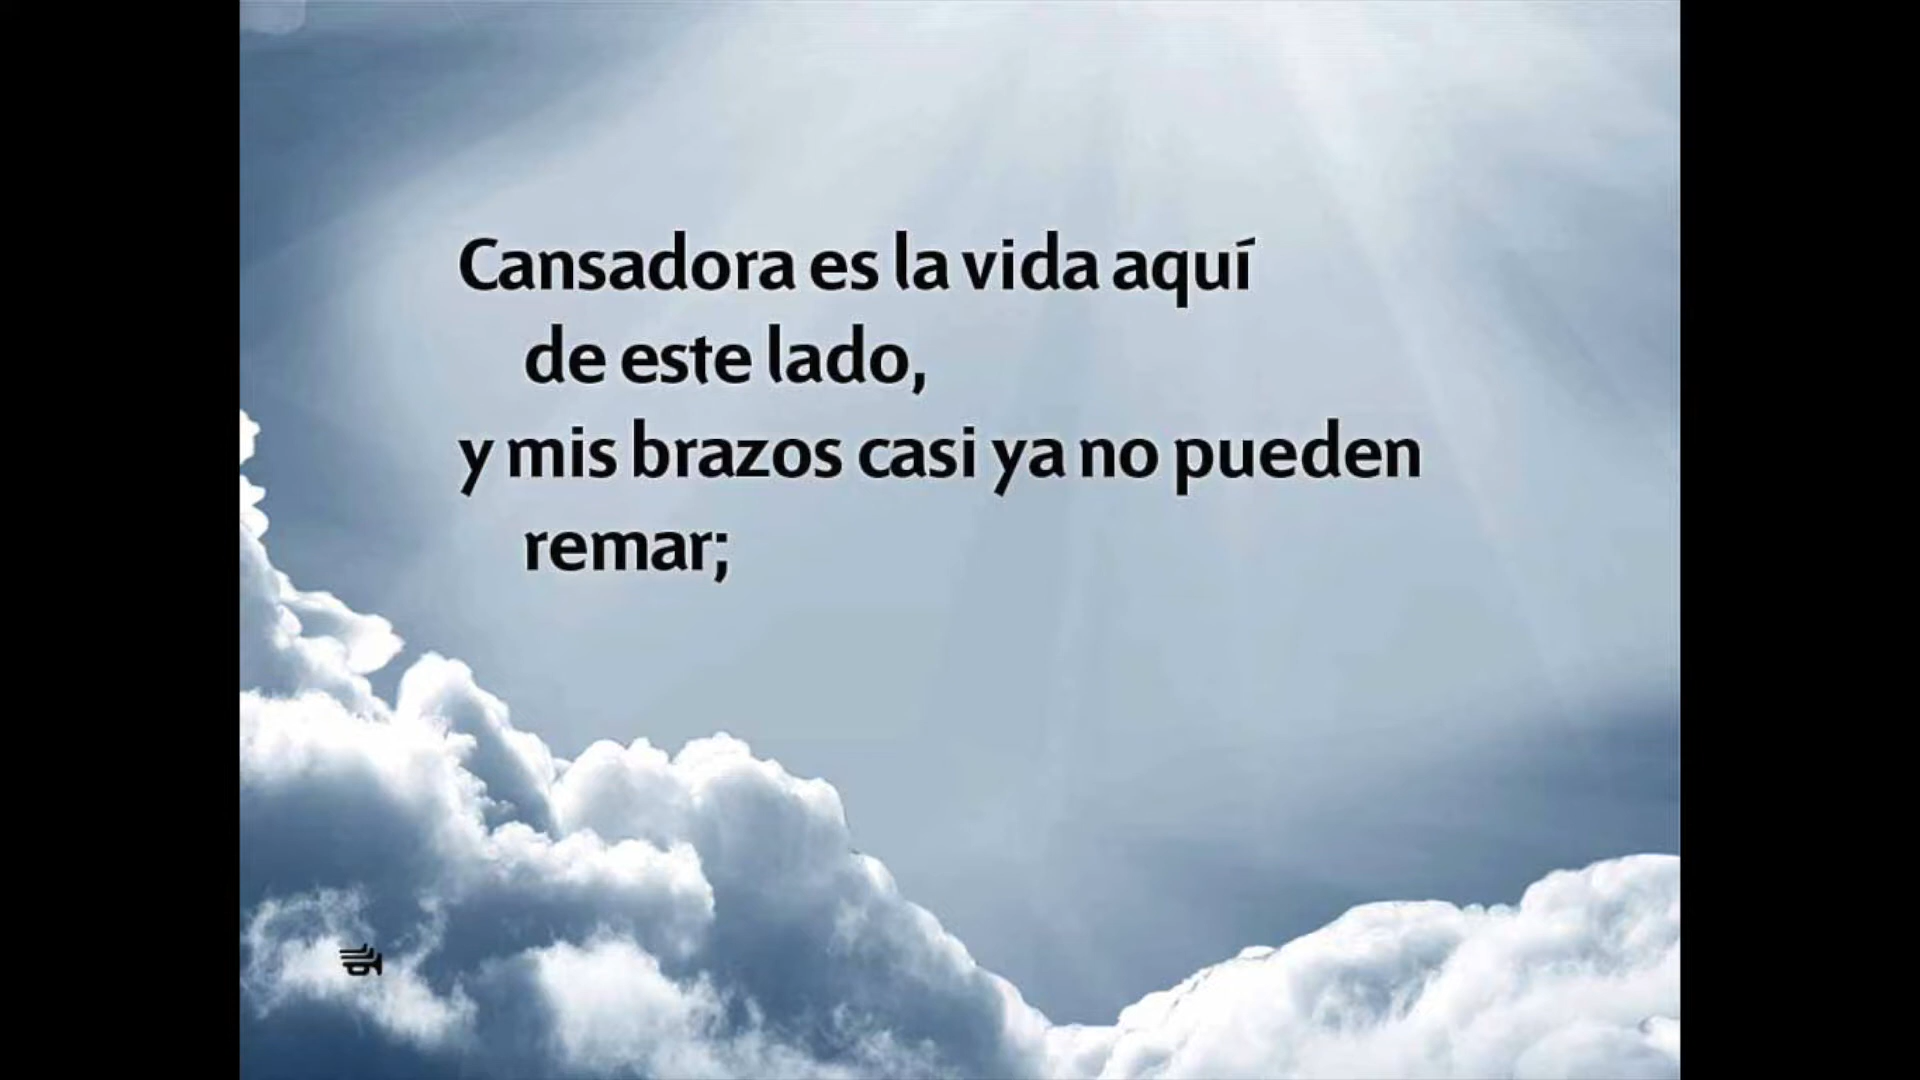 Cansadora es la vida aquí
de este lado,
y mis brazos casi ya no pueden
remar;